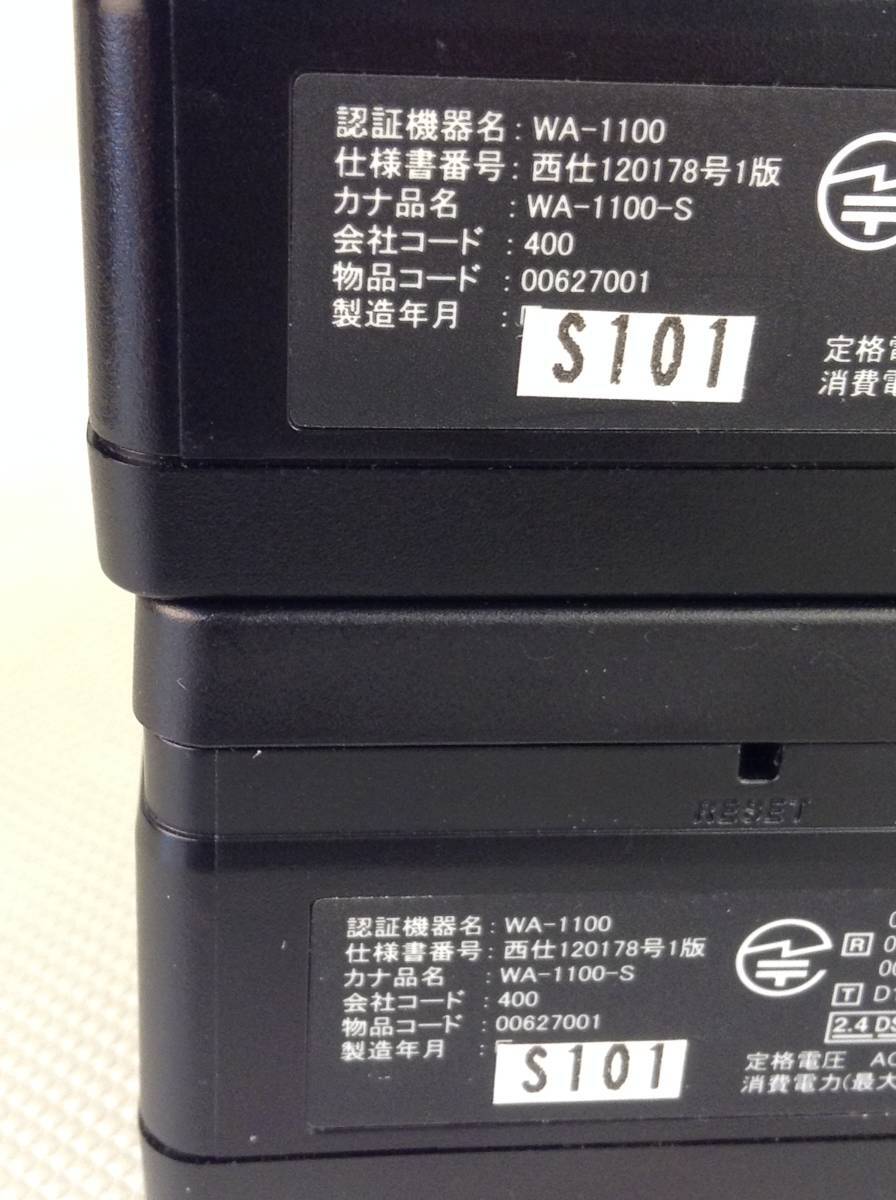 認証機器名: WA-1100
仕様書番号: 西仕120178号1版
カナ品名 : WA-1100-S
会社コード : 400
物品コード : 00627001
製造年月 :
S101
定格
消費電
RESET
認証機器名: WA-1100
仕様書番号: 西仕120178号1版
カナ品名 : WA-1100-S
会社コード : 400
物品コード : 00627001
製造年月 :
S101
R
T
2.4 DS
定格電圧 AC
消費電力(最大